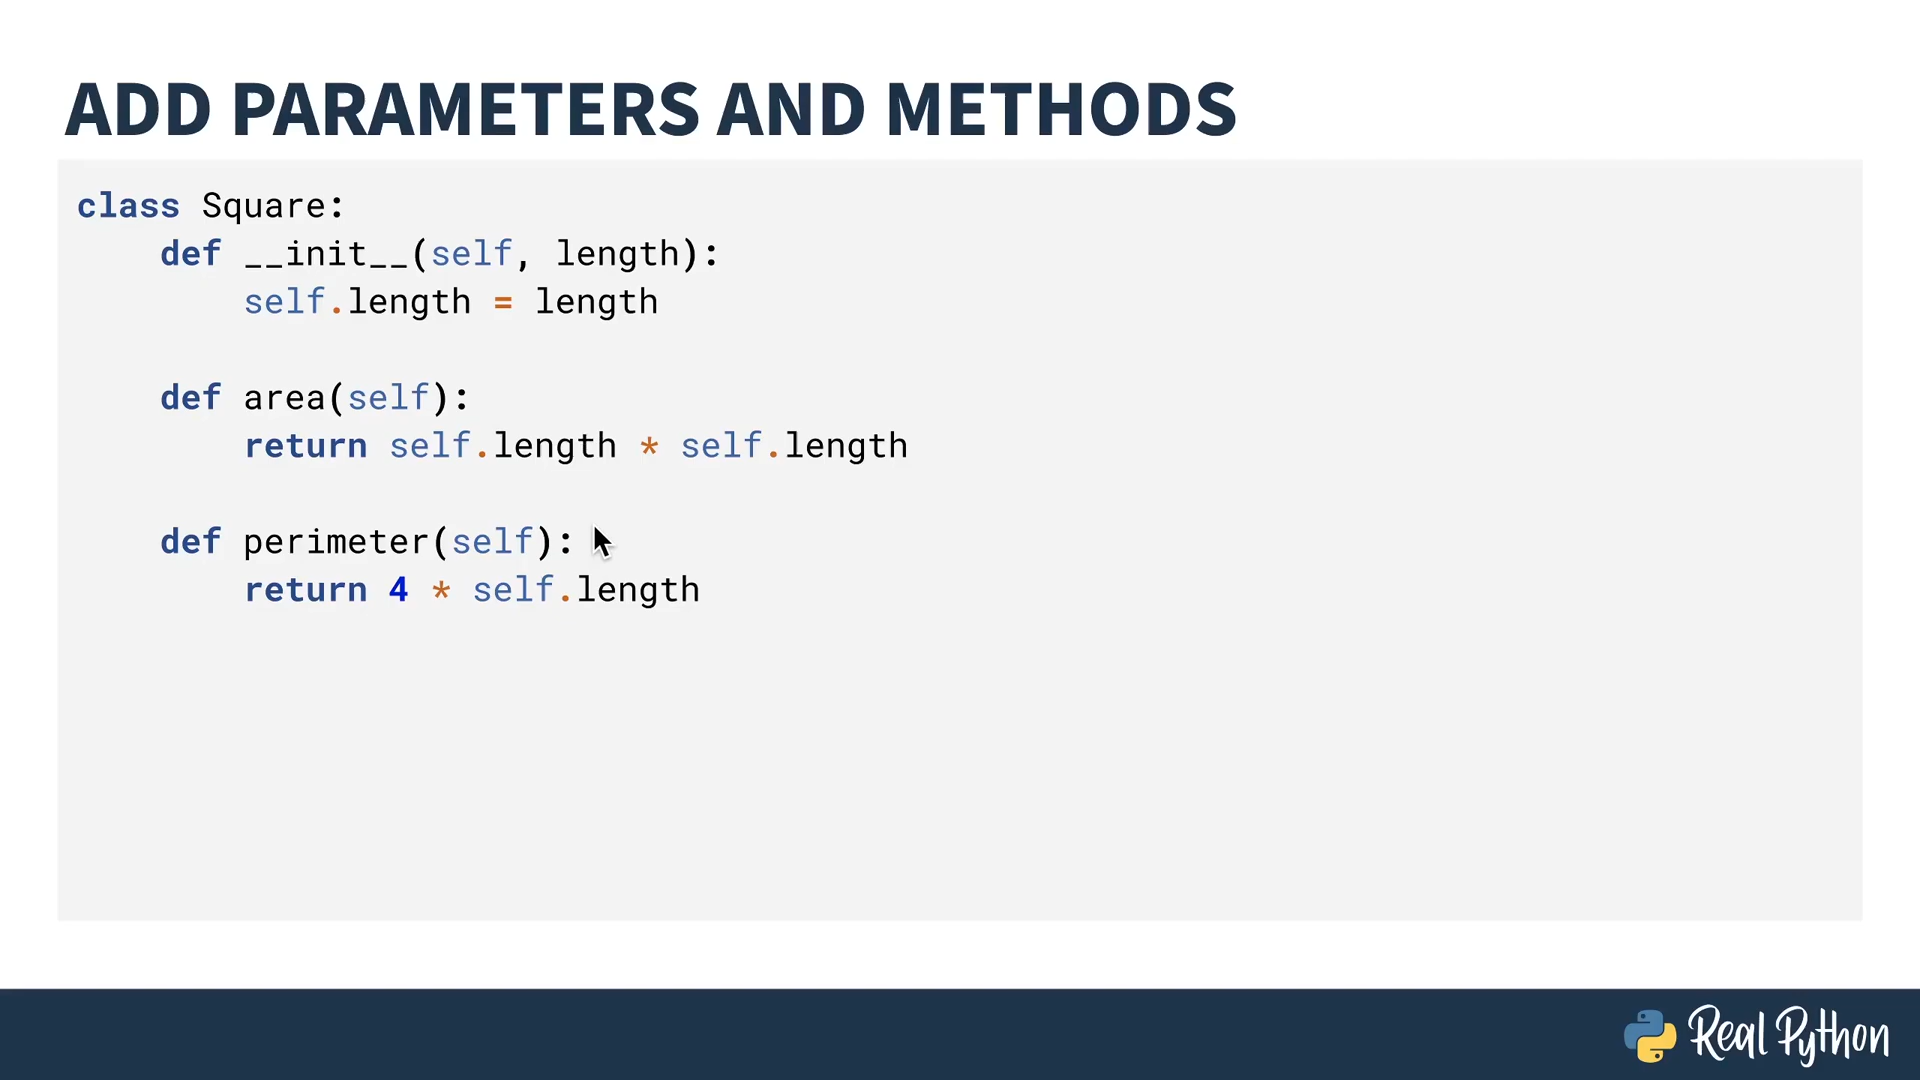 ADD PARAMETERS AND METHODS
class Square:
    def __init__(self, length):
        self.length = length
    def area(self):
        return self.length * self.length
    def perimeter(self):
        return 4 * self.length
Real Python